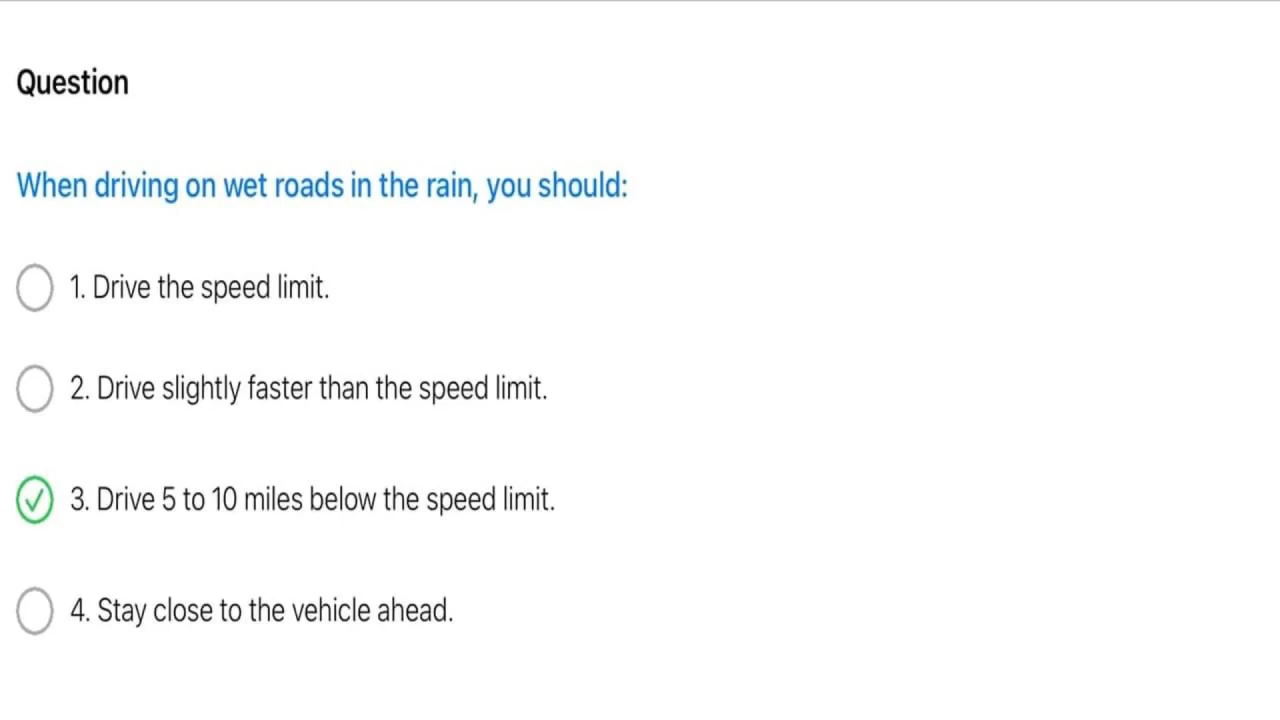 Question
When driving on wet roads in the rain, you should:
1. Drive the speed limit.
2. Drive slightly faster than the speed limit.
3. Drive 5 to 10 miles below the speed limit.
4. Stay close to the vehicle ahead.